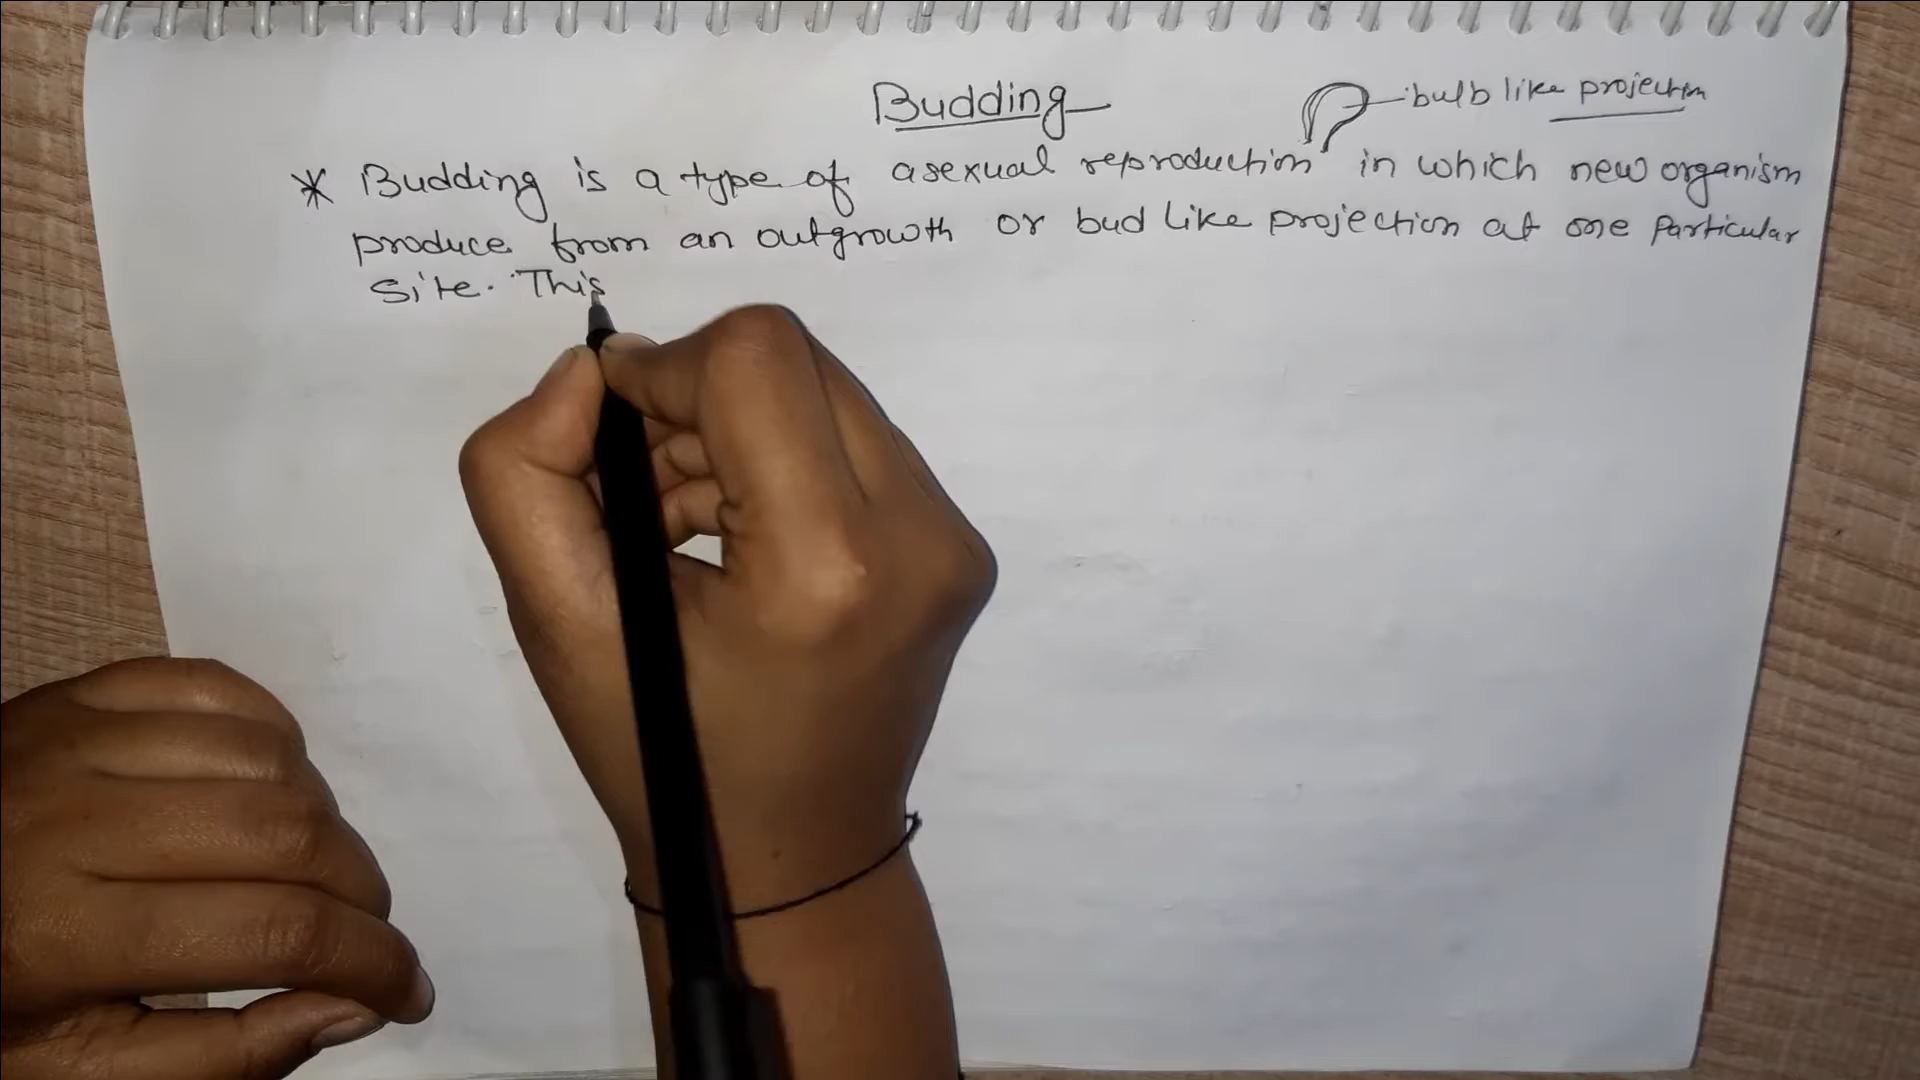 Budding
bulb like projection
* Budding is a type of asexual reproduction in which new organism
produce from an outgrowth or bud like projection at one particular
site. This